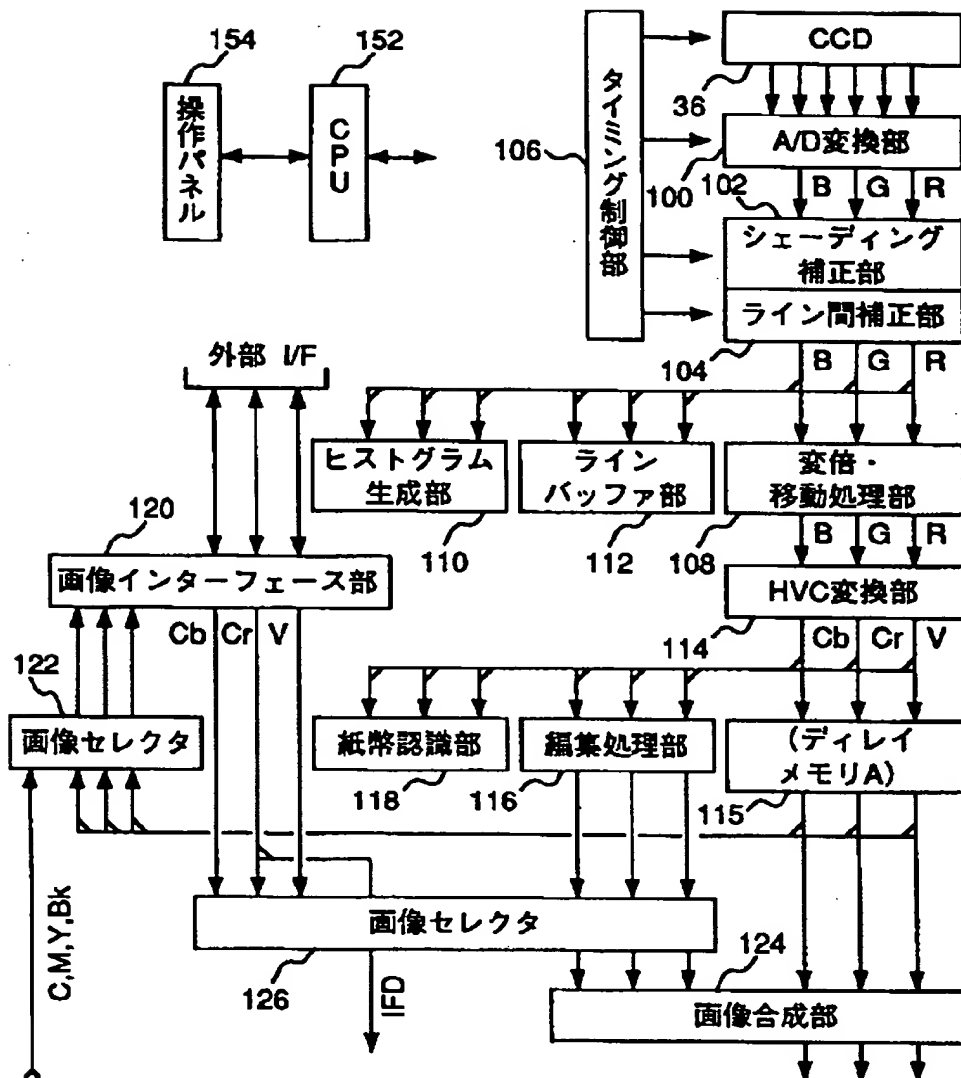 154
152
操作パネル
CPU
タイミング制御部
106
CCD
36
A/D変換部
100
102
B G R
シェーディング
補正部
ライン間補正部
104
B G R
外部 I/F
ヒストグラム
生成部
110
ライン
バッファ部
112
変倍・
移動処理部
108
B G R
120
画像インターフェース部
Cb Cr V
HVC変換部
114
Cb Cr V
122
画像セレクタ
紙幣認識部
118
編集処理部
116
(ディレイ
メモリA)
115
C,M,Y,Bk
画像セレクタ
126
IFD
124
画像合成部